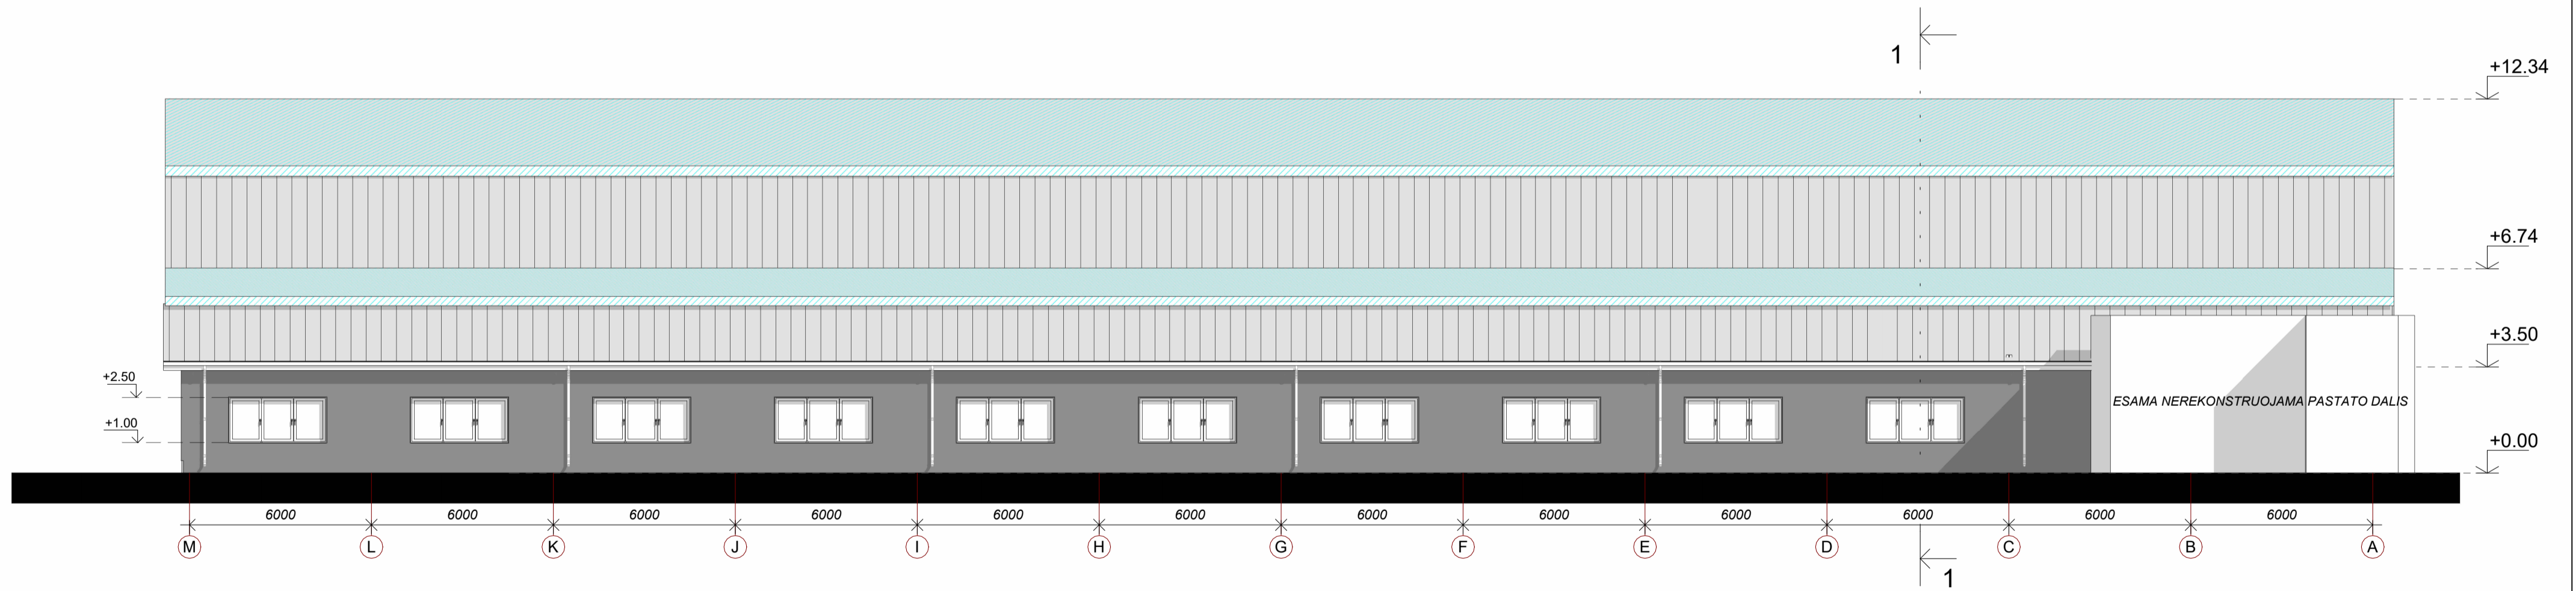 1
+12.34
+6.74
+3.50
+2.50
+1.00
ESAMA NEREKONSTRUOJAMA PASTATO DALIS
+0.00
6000 6000 6000 6000 6000 6000 6000 6000 6000 6000 6000 6000
M L K J I H G F E D C B A
1